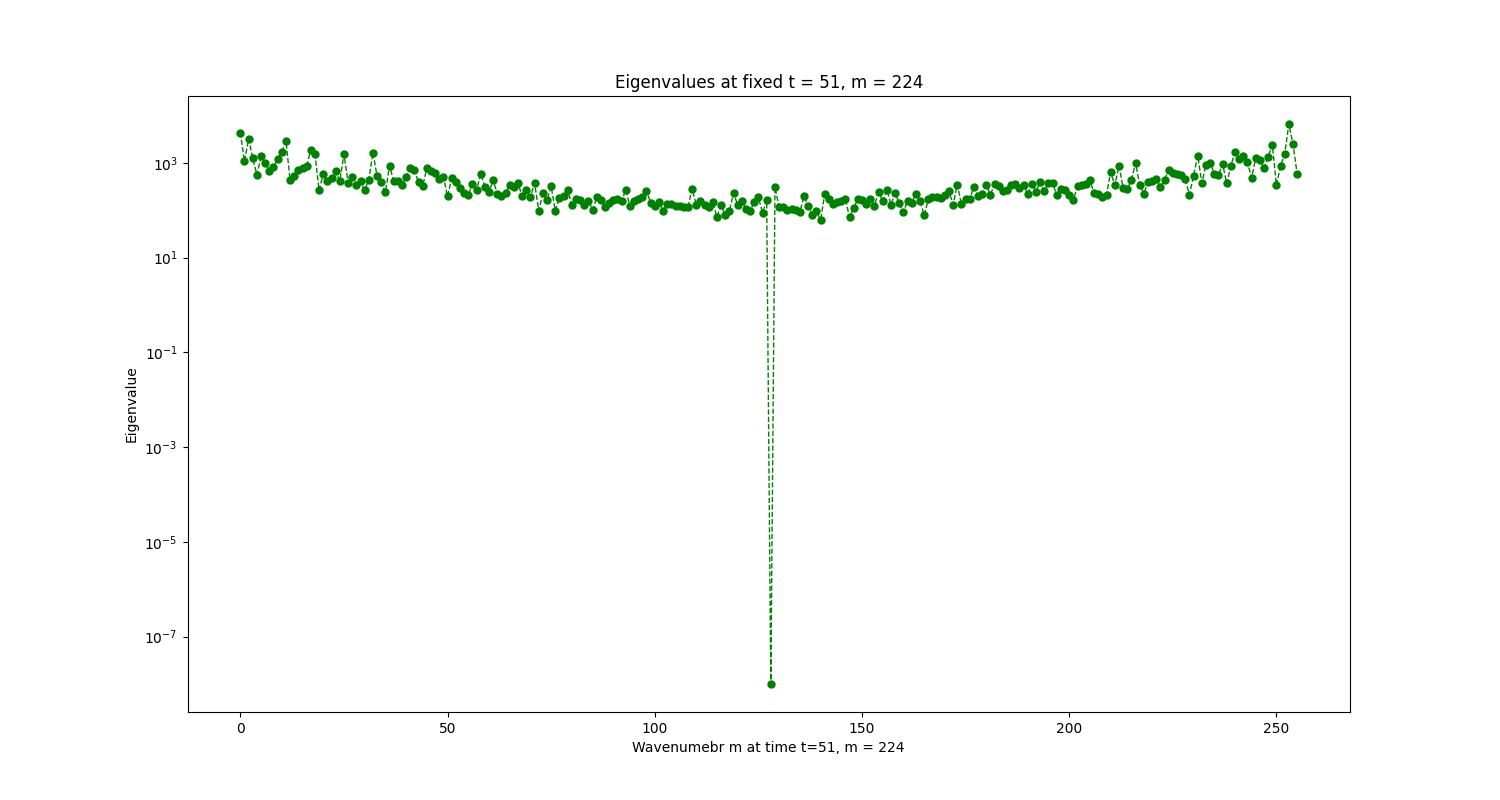 Eigenvalues at fixed t = 51, m = 224
10^3
10^1
10^-1
10^-3
10^-5
10^-7
Eigenvalue
0 50 100 150 200 250
Wavenumebr m at time t=51, m = 224